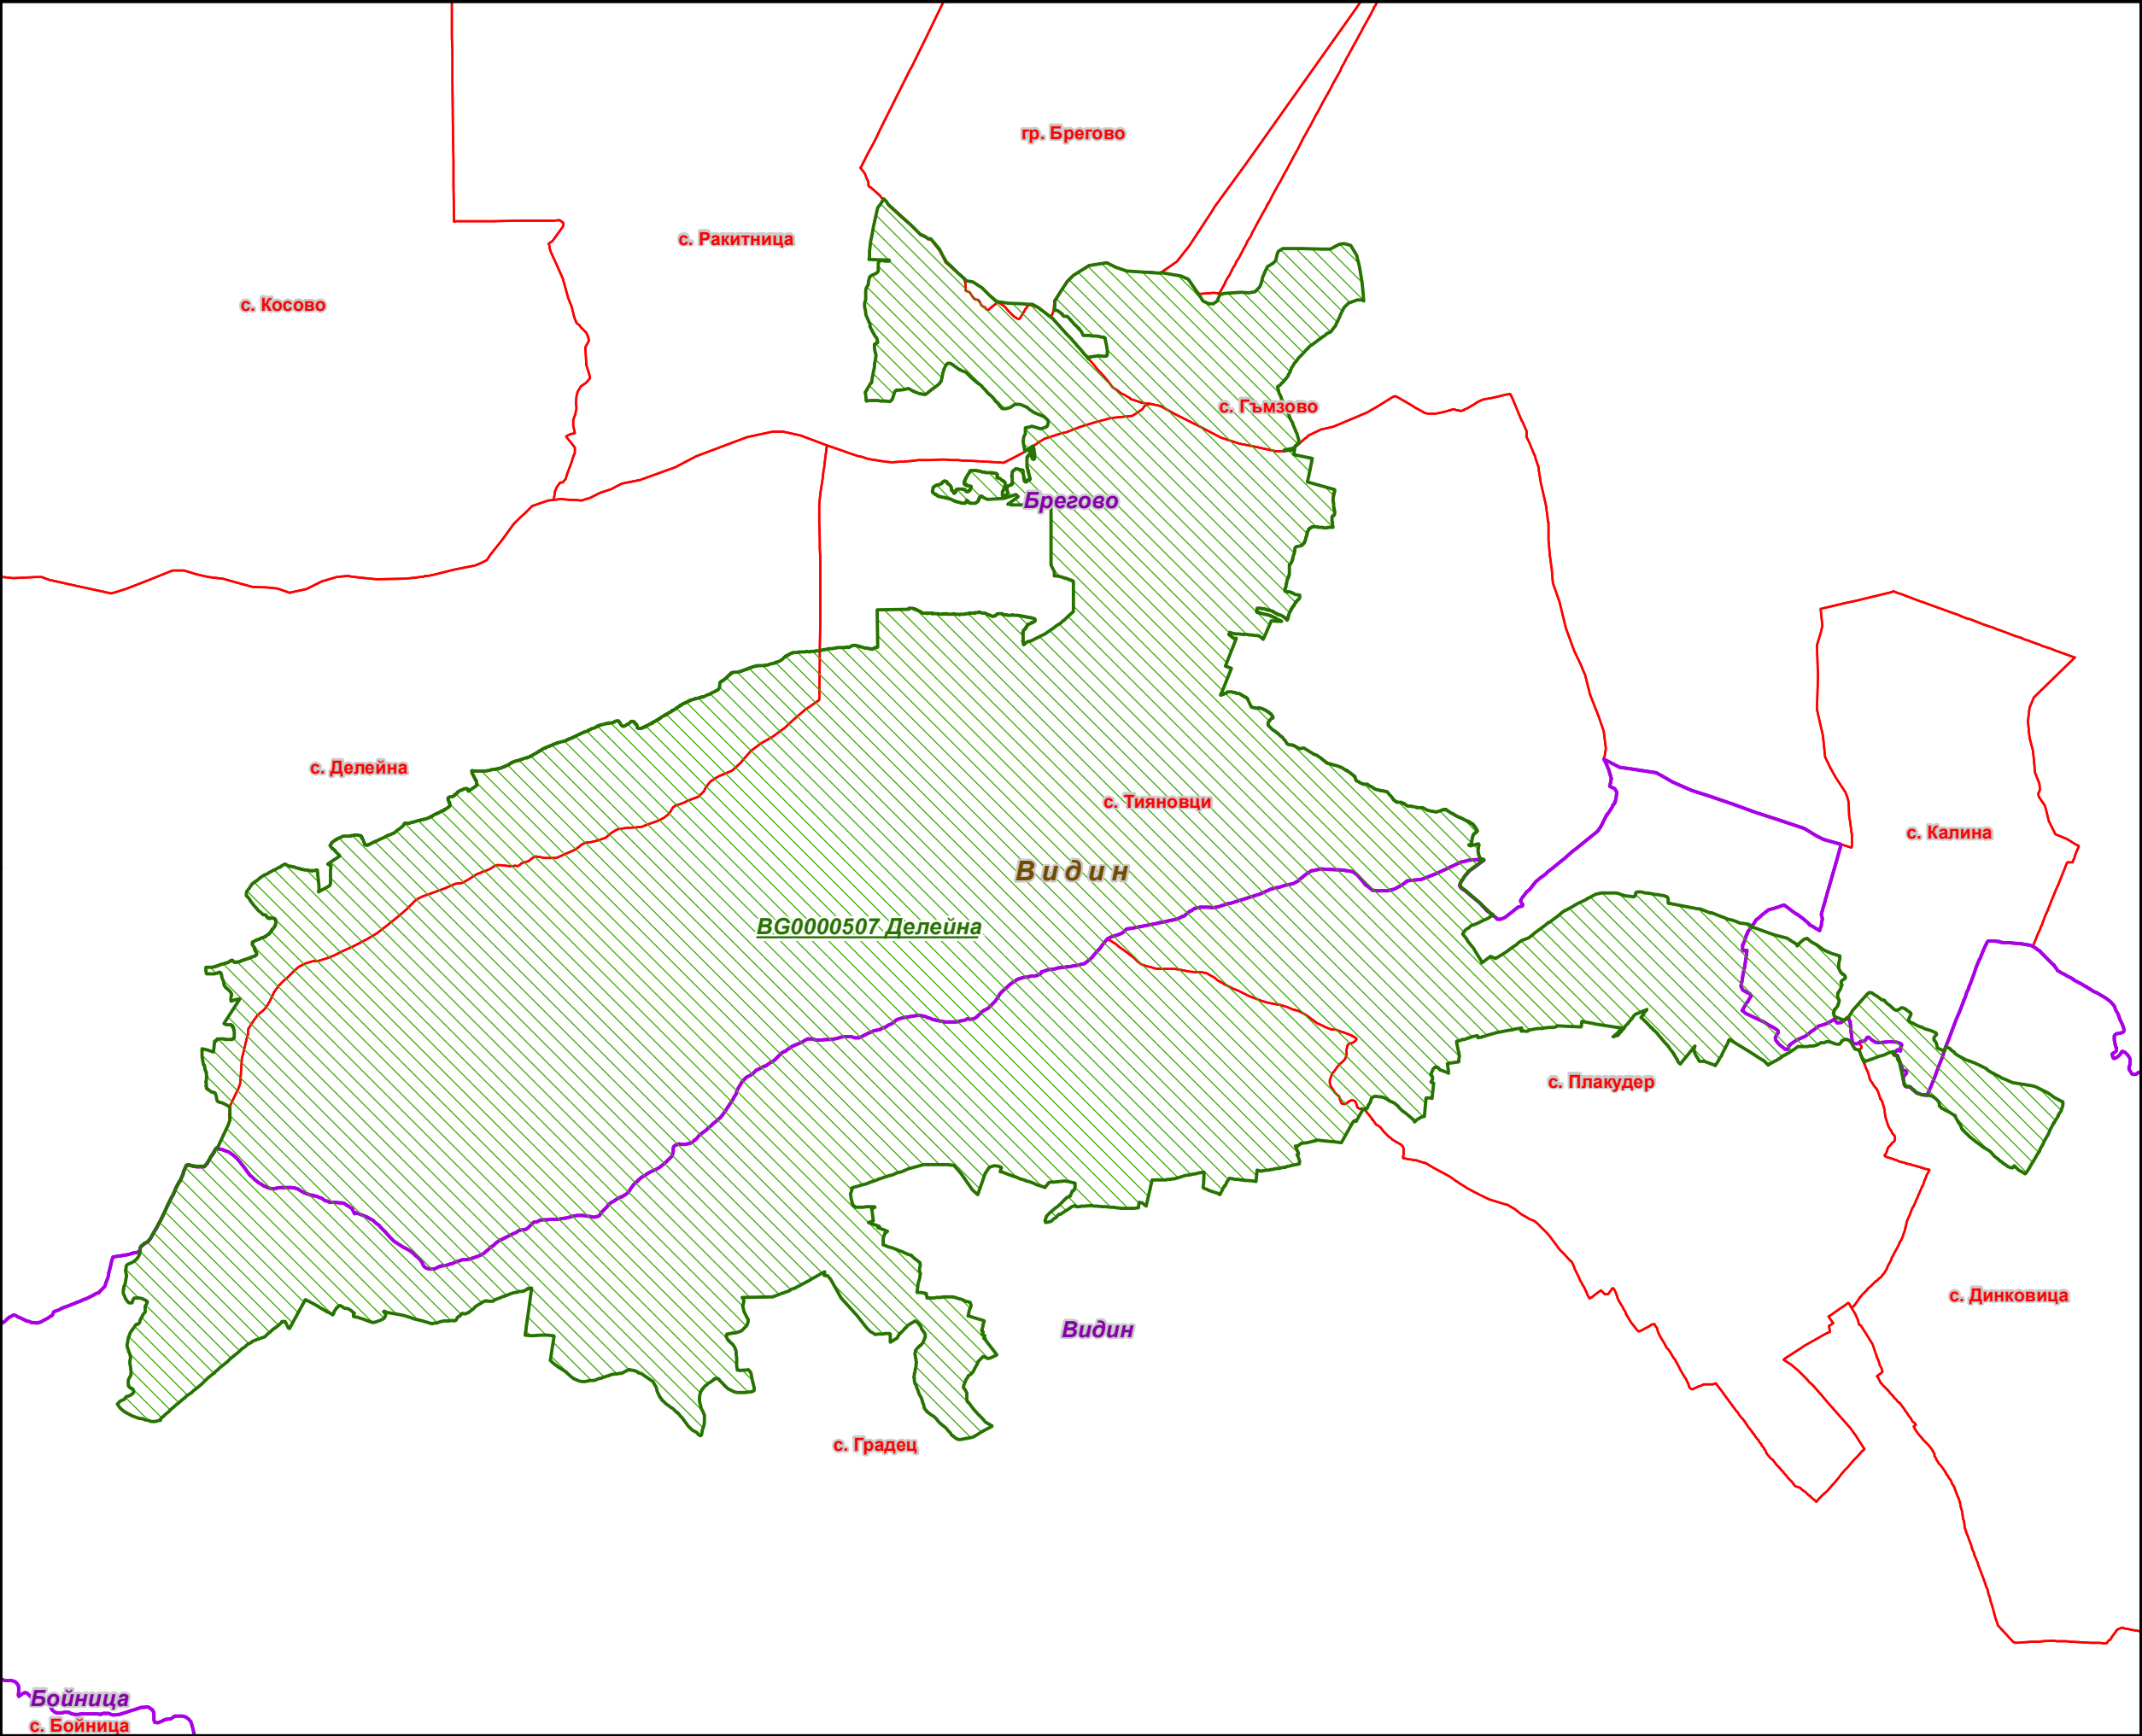 гр. Брегово
с. Ракитница
с. Косово
с. Гъмзово
Брегово
с. Делейна
с. Тияновци
с. Калина
Видин
BG0000507 Делейна
с. Плакудер
с. Динковица
Видин
с. Градец
Бойница
с. Бойница